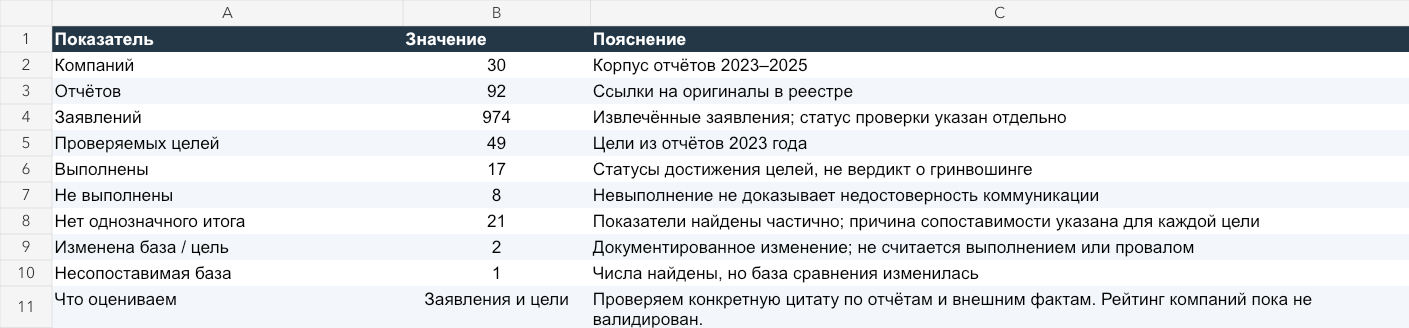 A B C
1 Показатель Значение Пояснение
2 Компаний 30 Корпус отчётов 2023–2025
3 Отчётов 92 Ссылки на оригиналы в реестре
4 Заявлений 974 Извлечённые заявления; статус проверки указан отдельно
5 Проверяемых целей 49 Цели из отчётов 2023 года
6 Выполнены 17 Статусы достижения целей, не вердикт о гринвошинге
7 Не выполнены 8 Невыполнение не доказывает недостоверность коммуникации
8 Нет однозначного итога 21 Показатели найдены частично; причина сопоставимости указана для каждой цели
9 Изменена база / цель 2 Документированное изменение; не считается выполнением или провалом
10 Несопоставимая база 1 Числа найдены, но база сравнения изменилась
11 Что оцениваем Заявления и цели Проверяем конкретную цитату по отчётам и внешним фактам. Рейтинг компаний пока не
валидирован.